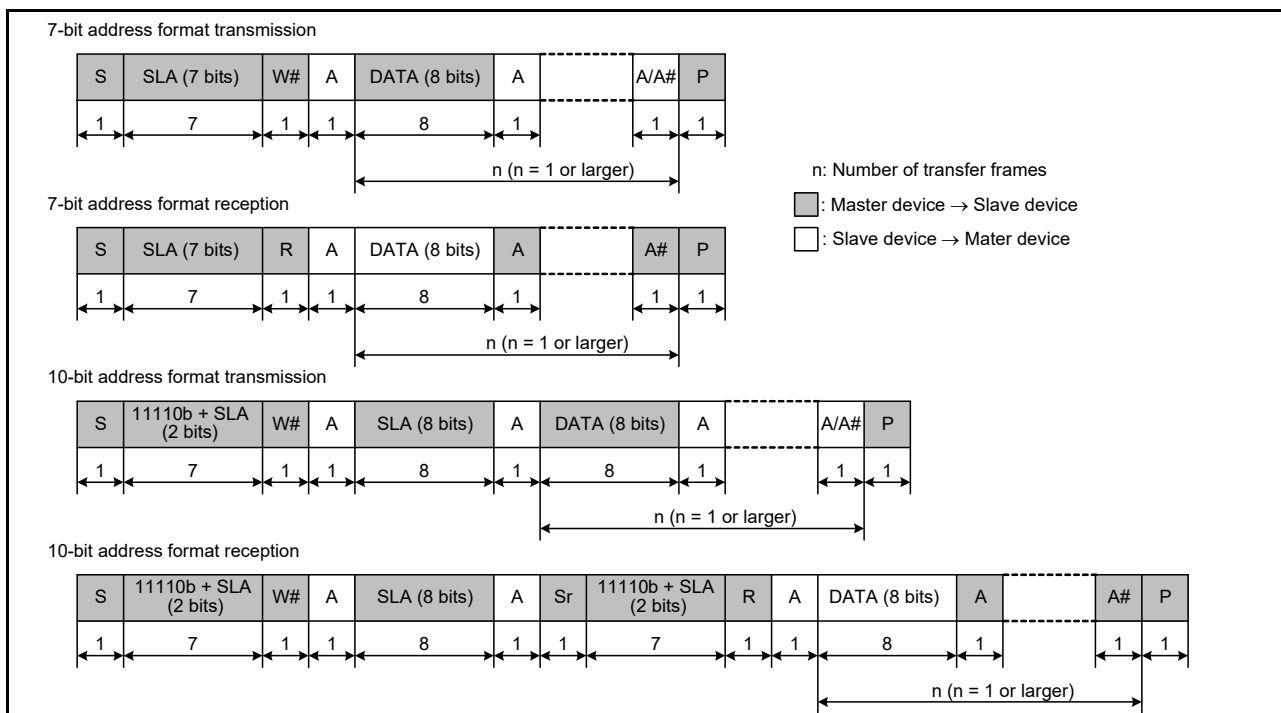 7-bit address format transmission
S SLA (7 bits) W# A DATA (8 bits) A A/A# P
1 7 1 1 8 1 1 1
n (n = 1 or larger)
n: Number of transfer frames
: Master device → Slave device
: Slave device → Mater device
7-bit address format reception
S SLA (7 bits) R A DATA (8 bits) A A# P
1 7 1 1 8 1 1 1
n (n = 1 or larger)
10-bit address format transmission
S 11110b + SLA (2 bits) W# A SLA (8 bits) A DATA (8 bits) A A/A# P
1 7 1 1 8 1 8 1 1 1
n (n = 1 or larger)
10-bit address format reception
S 11110b + SLA (2 bits) W# A SLA (8 bits) A Sr 11110b + SLA (2 bits) R A DATA (8 bits) A A# P
1 7 1 1 8 1 1 7 1 1 8 1 1 1
n (n = 1 or larger)